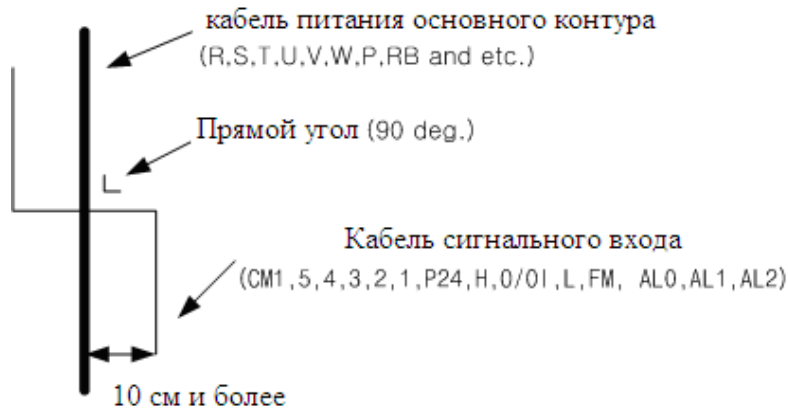 кабель питания основного контура
(R,S,T,U,V,W,P,RB and etc.)
Прямой угол (90 deg.)
Кабель сигнального входа
(CM1,5,4,3,2,1,P24,H,O/OI,L,FM, AL0,AL1,AL2)
10 см и более